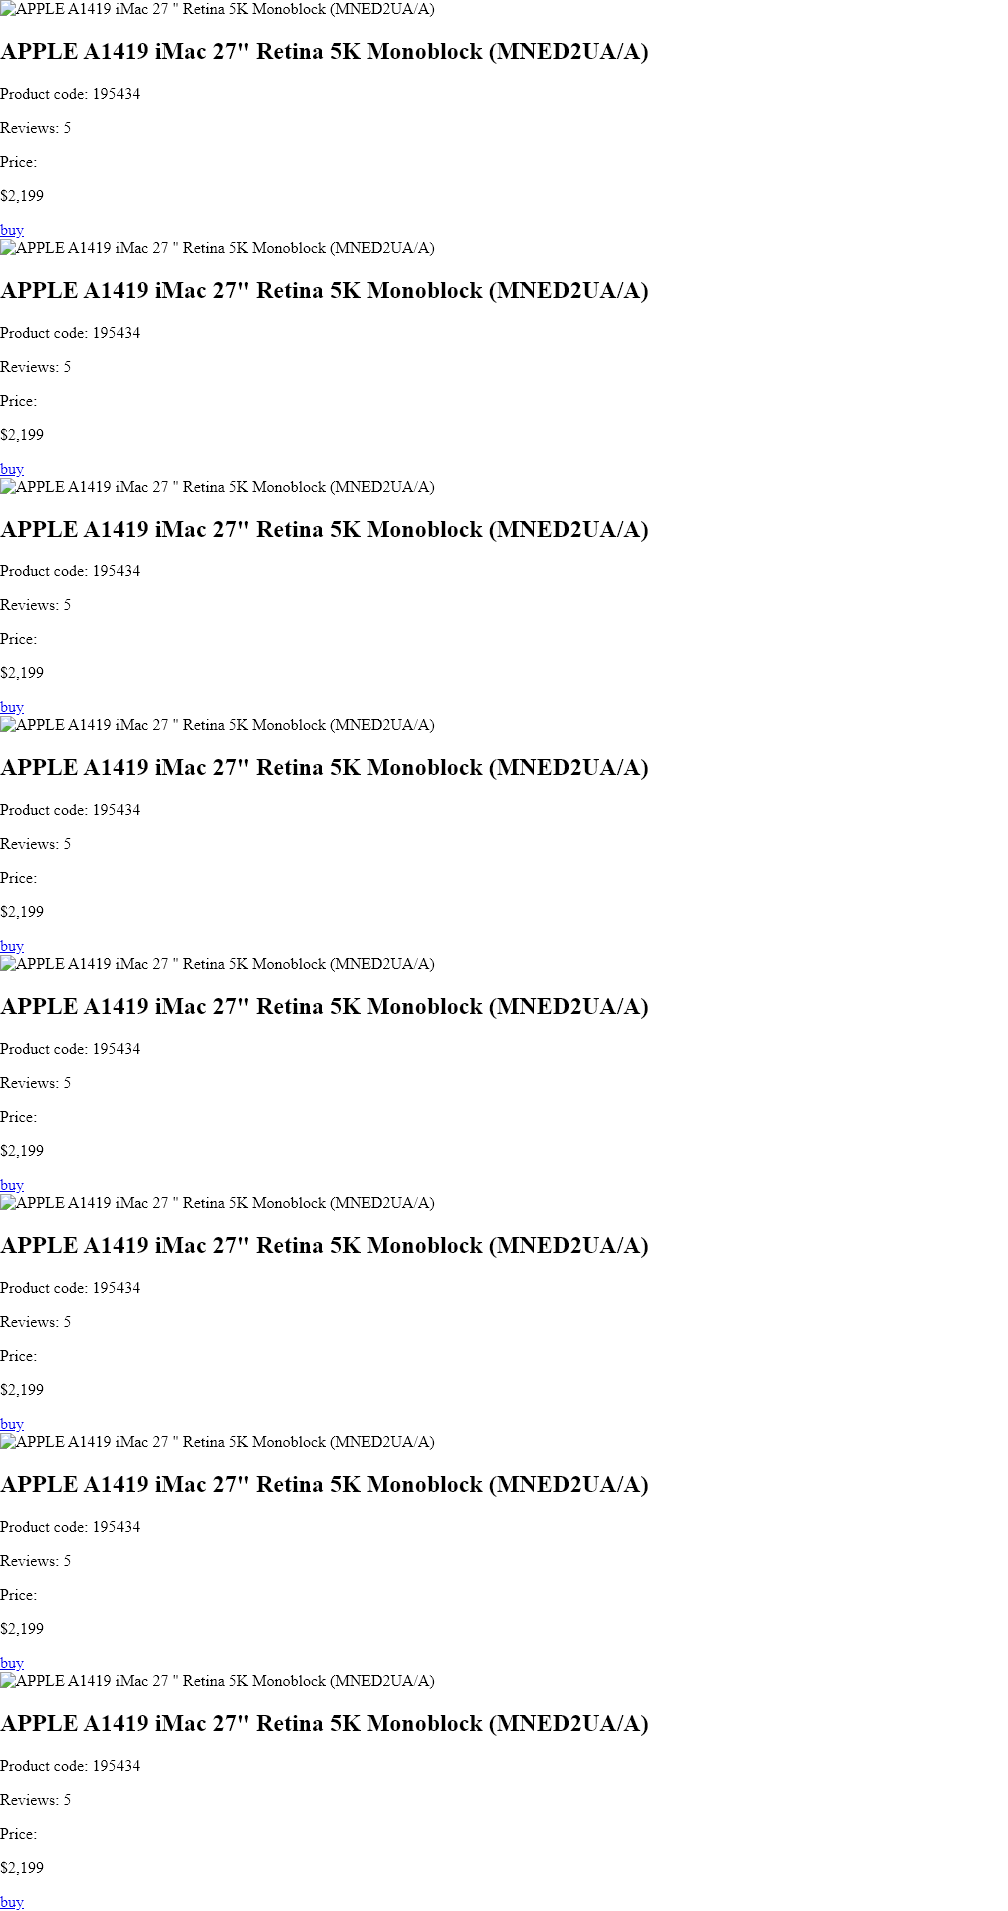 APPLE A1419 iMac 27 " Retina 5K Monoblock (MNED2UA/A)
APPLE A1419 iMac 27" Retina 5K Monoblock (MNED2UA/A)
Product code: 195434
Reviews: 5
Price:
$2,199
buy
APPLE A1419 iMac 27 " Retina 5K Monoblock (MNED2UA/A)
APPLE A1419 iMac 27" Retina 5K Monoblock (MNED2UA/A)
Product code: 195434
Reviews: 5
Price:
$2,199
buy
APPLE A1419 iMac 27 " Retina 5K Monoblock (MNED2UA/A)
APPLE A1419 iMac 27" Retina 5K Monoblock (MNED2UA/A)
Product code: 195434
Reviews: 5
Price:
$2,199
buy
APPLE A1419 iMac 27 " Retina 5K Monoblock (MNED2UA/A)
APPLE A1419 iMac 27" Retina 5K Monoblock (MNED2UA/A)
Product code: 195434
Reviews: 5
Price:
$2,199
buy
APPLE A1419 iMac 27 " Retina 5K Monoblock (MNED2UA/A)
APPLE A1419 iMac 27" Retina 5K Monoblock (MNED2UA/A)
Product code: 195434
Reviews: 5
Price:
$2,199
buy
APPLE A1419 iMac 27 " Retina 5K Monoblock (MNED2UA/A)
APPLE A1419 iMac 27" Retina 5K Monoblock (MNED2UA/A)
Product code: 195434
Reviews: 5
Price:
$2,199
buy
APPLE A1419 iMac 27 " Retina 5K Monoblock (MNED2UA/A)
APPLE A1419 iMac 27" Retina 5K Monoblock (MNED2UA/A)
Product code: 195434
Reviews: 5
Price:
$2,199
buy
APPLE A1419 iMac 27 " Retina 5K Monoblock (MNED2UA/A)
APPLE A1419 iMac 27" Retina 5K Monoblock (MNED2UA/A)
Product code: 195434
Reviews: 5
Price:
$2,199
buy